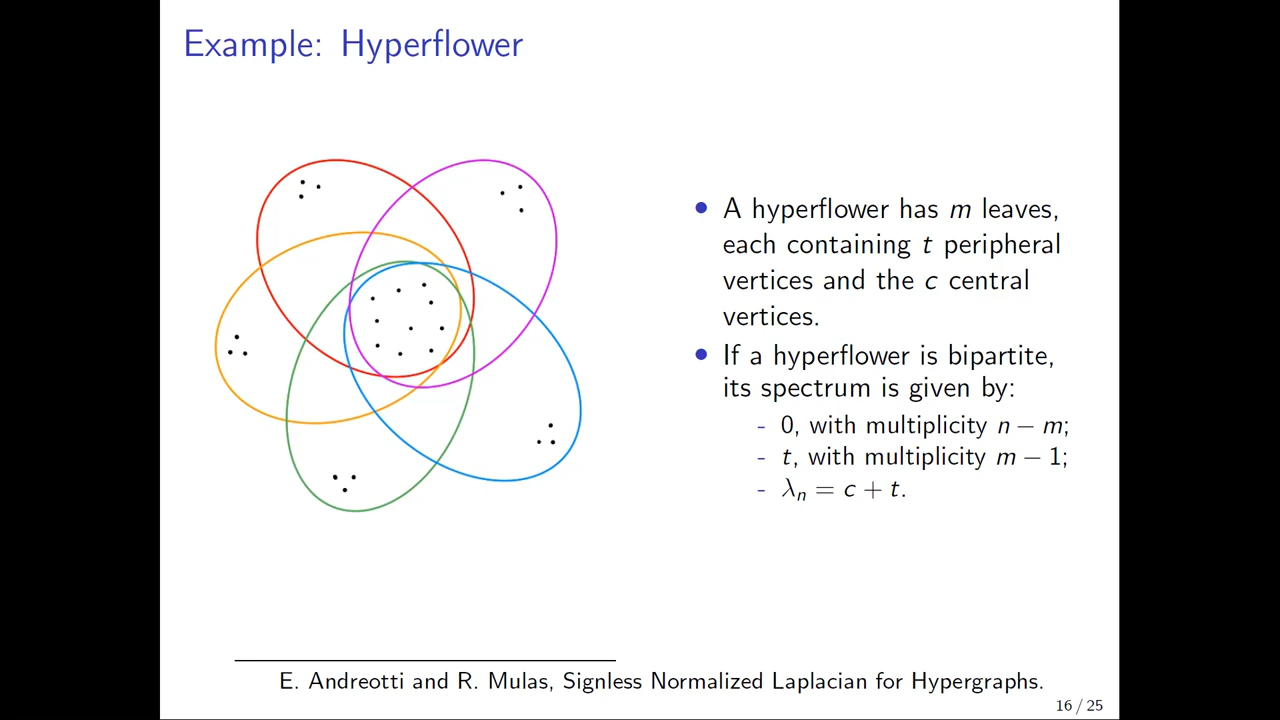 Example: Hyperflower
• A hyperflower has m leaves,
each containing t peripheral
vertices and the c central
vertices.
• If a hyperflower is bipartite,
its spectrum is given by:
- 0, with multiplicity n − m;
- t, with multiplicity m − 1;
- λₙ = c + t.
E. Andreotti and R. Mulas, Signless Normalized Laplacian for Hypergraphs.
16 / 25